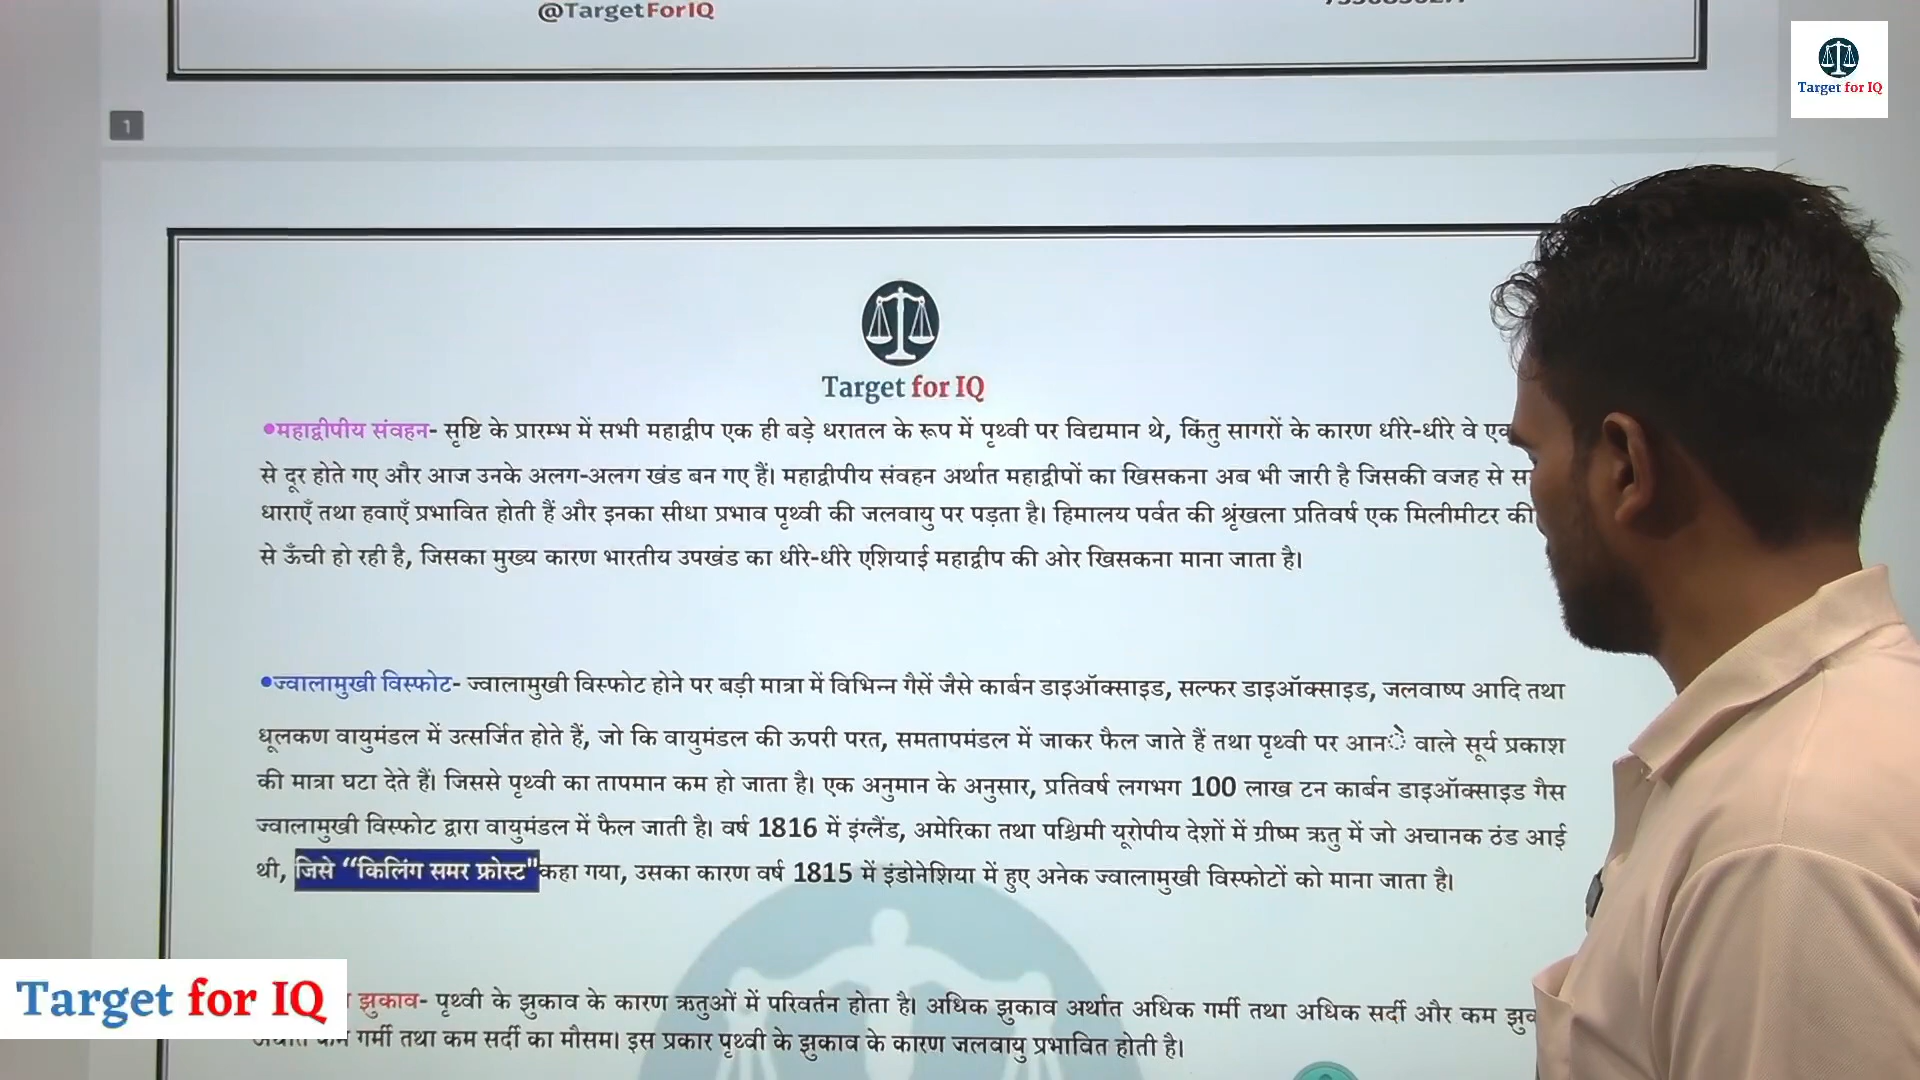 @TargetForIQ
Target for IQ
1
Target for IQ
•महाद्वीपीय संवहन- सृष्टि के प्रारम्भ में सभी महाद्वीप एक ही बड़े धरातल के रूप में पृथ्वी पर विद्यमान थे, किंतु सागरों के कारण धीरे-धीरे वे
से दूर होते गए और आज उनके अलग-अलग खंड बन गए हैं। महाद्वीपीय संवहन अर्थात महाद्वीपों का खिसकना अब भी जारी है जिसकी वजह से
धाराएँ तथा हवाएँ प्रभावित होती हैं और इनका सीधा प्रभाव पृथ्वी की जलवायु पर पड़ता है। हिमालय पर्वत की श्रृंखला प्रतिवर्ष एक मिलीमीटर की
से ऊँची हो रही है, जिसका मुख्य कारण भारतीय उपखंड का धीरे-धीरे एशियाई महाद्वीप की ओर खिसकना माना जाता है।
•ज्वालामुखी विस्फोट- ज्वालामुखी विस्फोट होने पर बड़ी मात्रा में विभिन्न गैसें जैसे कार्बन डाइऑक्साइड, सल्फर डाइऑक्साइड, जलवाष्प आदि तथा
धूलकण वायुमंडल में उत्सर्जित होते हैं, जो कि वायुमंडल की ऊपरी परत, समतापमंडल में जाकर फैल जाते हैं तथा पृथ्वी पर आन◌े वाले सूर्य प्रकाश
की मात्रा घटा देते हैं। जिससे पृथ्वी का तापमान कम हो जाता है। एक अनुमान के अनुसार, प्रतिवर्ष लगभग 100 लाख टन कार्बन डाइऑक्साइड गैस
ज्वालामुखी विस्फोट द्वारा वायुमंडल में फैल जाती है। वर्ष 1816 में इंग्लैंड, अमेरिका तथा पश्चिमी यूरोपीय देशों में ग्रीष्म ऋतु में जो अचानक ठंड आई
थी, जिसे “किलिंग समर फ्रोस्ट" कहा गया, उसका कारण वर्ष 1815 में इंडोनेशिया में हुए अनेक ज्वालामुखी विस्फोटों को माना जाता है।
झुकाव- पृथ्वी के झुकाव के कारण ऋतुओं में परिवर्तन होता है। अधिक झुकाव अर्थात अधिक गर्मी तथा अधिक सर्दी और कम
गर्मी तथा कम सर्दी का मौसम। इस प्रकार पृथ्वी के झुकाव के कारण जलवायु प्रभावित होती है।
Target for IQ